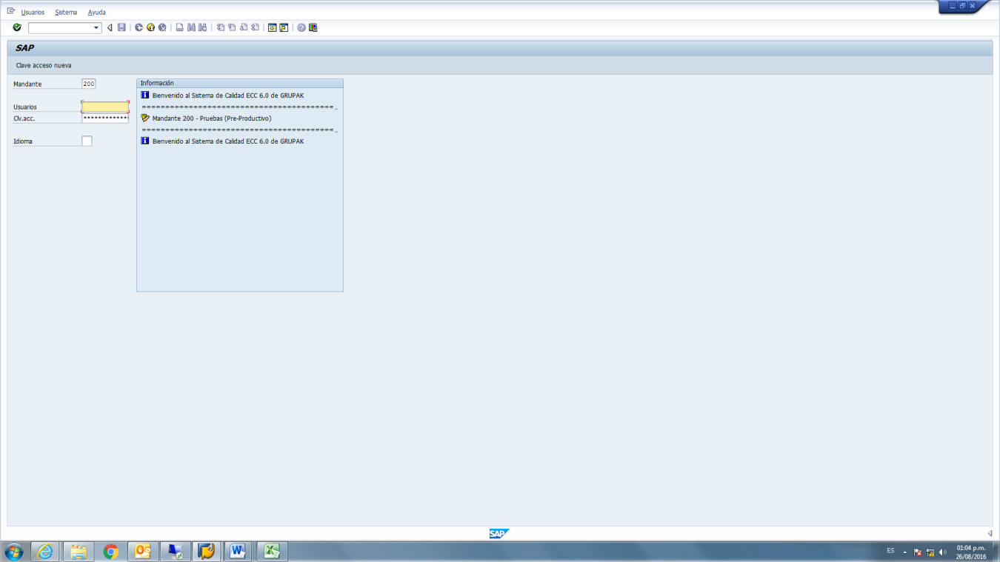 Usuarios Sistema Ayuda
SAP
Clave acceso nueva
Mandante 200
Usuarios
Clv.acc. ************
Idioma
Información
Bienvenido al Sistema de Calidad ECC 6.0 de GRUPAK
==========================================..
Mandante 200 - Pruebas (Pre-Productivo)
==========================================..
Bienvenido al Sistema de Calidad ECC 6.0 de GRUPAK
SAP
ES
01:04 p.m.
26/08/2016